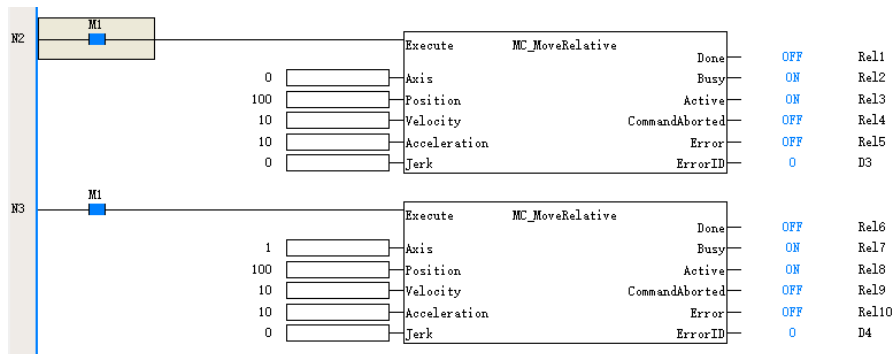 M1
N2
Execute MC_MoveRelative
Done OFF Rel1
0 Axis Busy ON Rel2
100 Position Active ON Rel3
10 Velocity CommandAborted OFF Rel4
10 Acceleration Error OFF Rel5
0 Jerk ErrorID 0 D3
M1
N3
Execute MC_MoveRelative
Done OFF Rel6
1 Axis Busy ON Rel7
100 Position Active ON Rel8
10 Velocity CommandAborted OFF Rel9
10 Acceleration Error OFF Rel10
0 Jerk ErrorID 0 D4